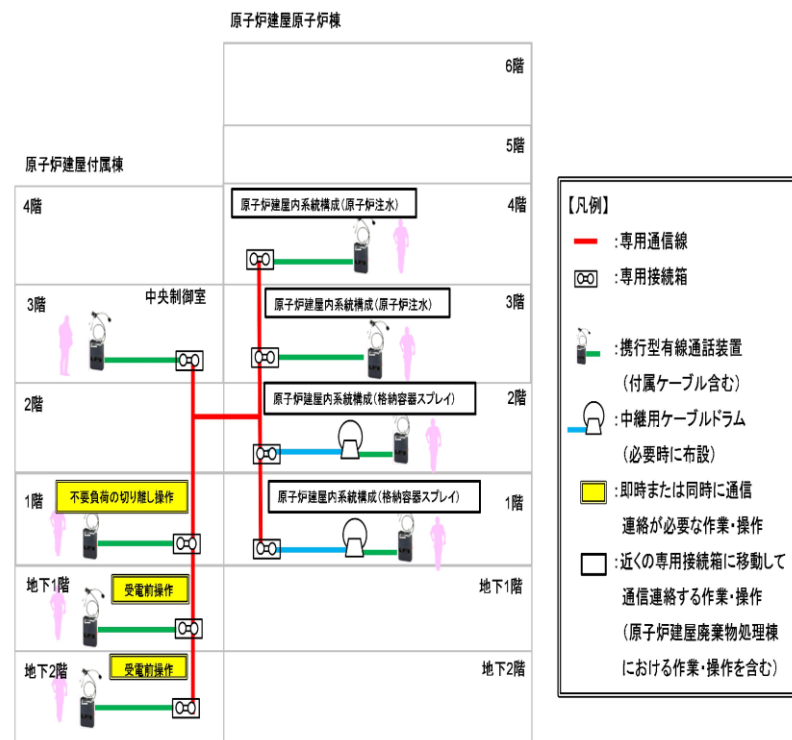 原子炉建屋原子炉棟
6階
5階
原子炉建屋付属棟
4階
原子炉建屋内系統構成(原子炉注水)
4階
3階
中央制御室
原子炉建屋内系統構成(原子炉注水)
3階
2階
原子炉建屋内系統構成(格納容器スプレイ)
2階
1階
不要負荷の切り離し操作
原子炉建屋内系統構成(格納容器スプレイ)
1階
地下1階
受電前操作
地下1階
地下2階
受電前操作
地下2階
【凡例】
:専用通信線
:専用接続箱
:携行型有線通話装置
(付属ケーブル含む)
:中継用ケーブルドラム
(必要時に布設)
:即時または同時に通信
連絡が必要な作業・操作
:近くの専用接続箱に移動して
通信連絡する作業・操作
(原子炉建屋廃棄物処理棟
における作業・操作を含む)